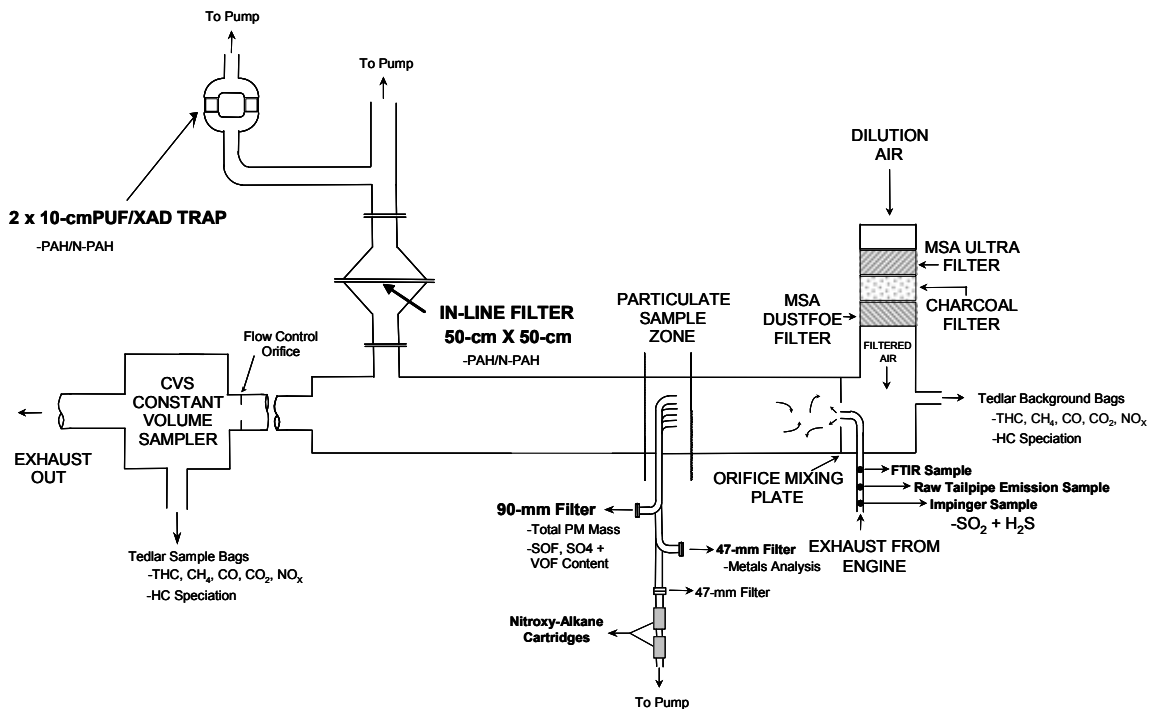 To Pump
To Pump
DILUTION
AIR
2 x 10-cmPUF/XAD TRAP
-PAH/N-PAH
MSA ULTRA
FILTER
CHARCOAL
FILTER
MSA
DUSTFOE
FILTER
PARTICULATE
SAMPLE
ZONE
IN-LINE FILTER
50-cm X 50-cm
-PAH/N-PAH
FILTERED
AIR
Flow Control
Orifice
CVS
CONSTANT
VOLUME
SAMPLER
EXHAUST
OUT
Tedlar Background Bags
-THC, CH₄, CO, CO₂, NOₓ
-HC Speciation
ORIFICE MIXING
PLATE
FTIR Sample
Raw Tailpipe Emission Sample
Impinger Sample
-SO₂ + H₂S
EXHAUST FROM
ENGINE
90-mm Filter
-Total PM Mass
-SOF, SO4 +
VOF Content
47-mm Filter
-Metals Analysis
47-mm Filter
Tedlar Sample Bags
-THC, CH₄, CO, CO₂, NOₓ
-HC Speciation
Nitroxy-Alkane
Cartridges
To Pump